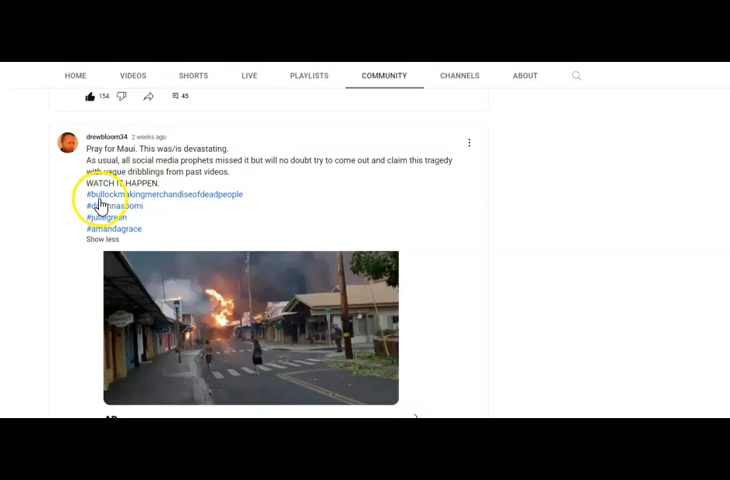 HOME VIDEOS SHORTS LIVE PLAYLISTS COMMUNITY CHANNELS ABOUT
154 45
drewbloom34 2 weeks ago
Pray for Maui. This was/is devastating.
As usual, all social media prophets missed it but will no doubt try to come out and claim this tragedy
with vague dribblings from past videos.
WATCH IT HAPPEN.
#bullockmakingmerchandiseofdeadpeople
#juliegreen
#amandagrace
Show less